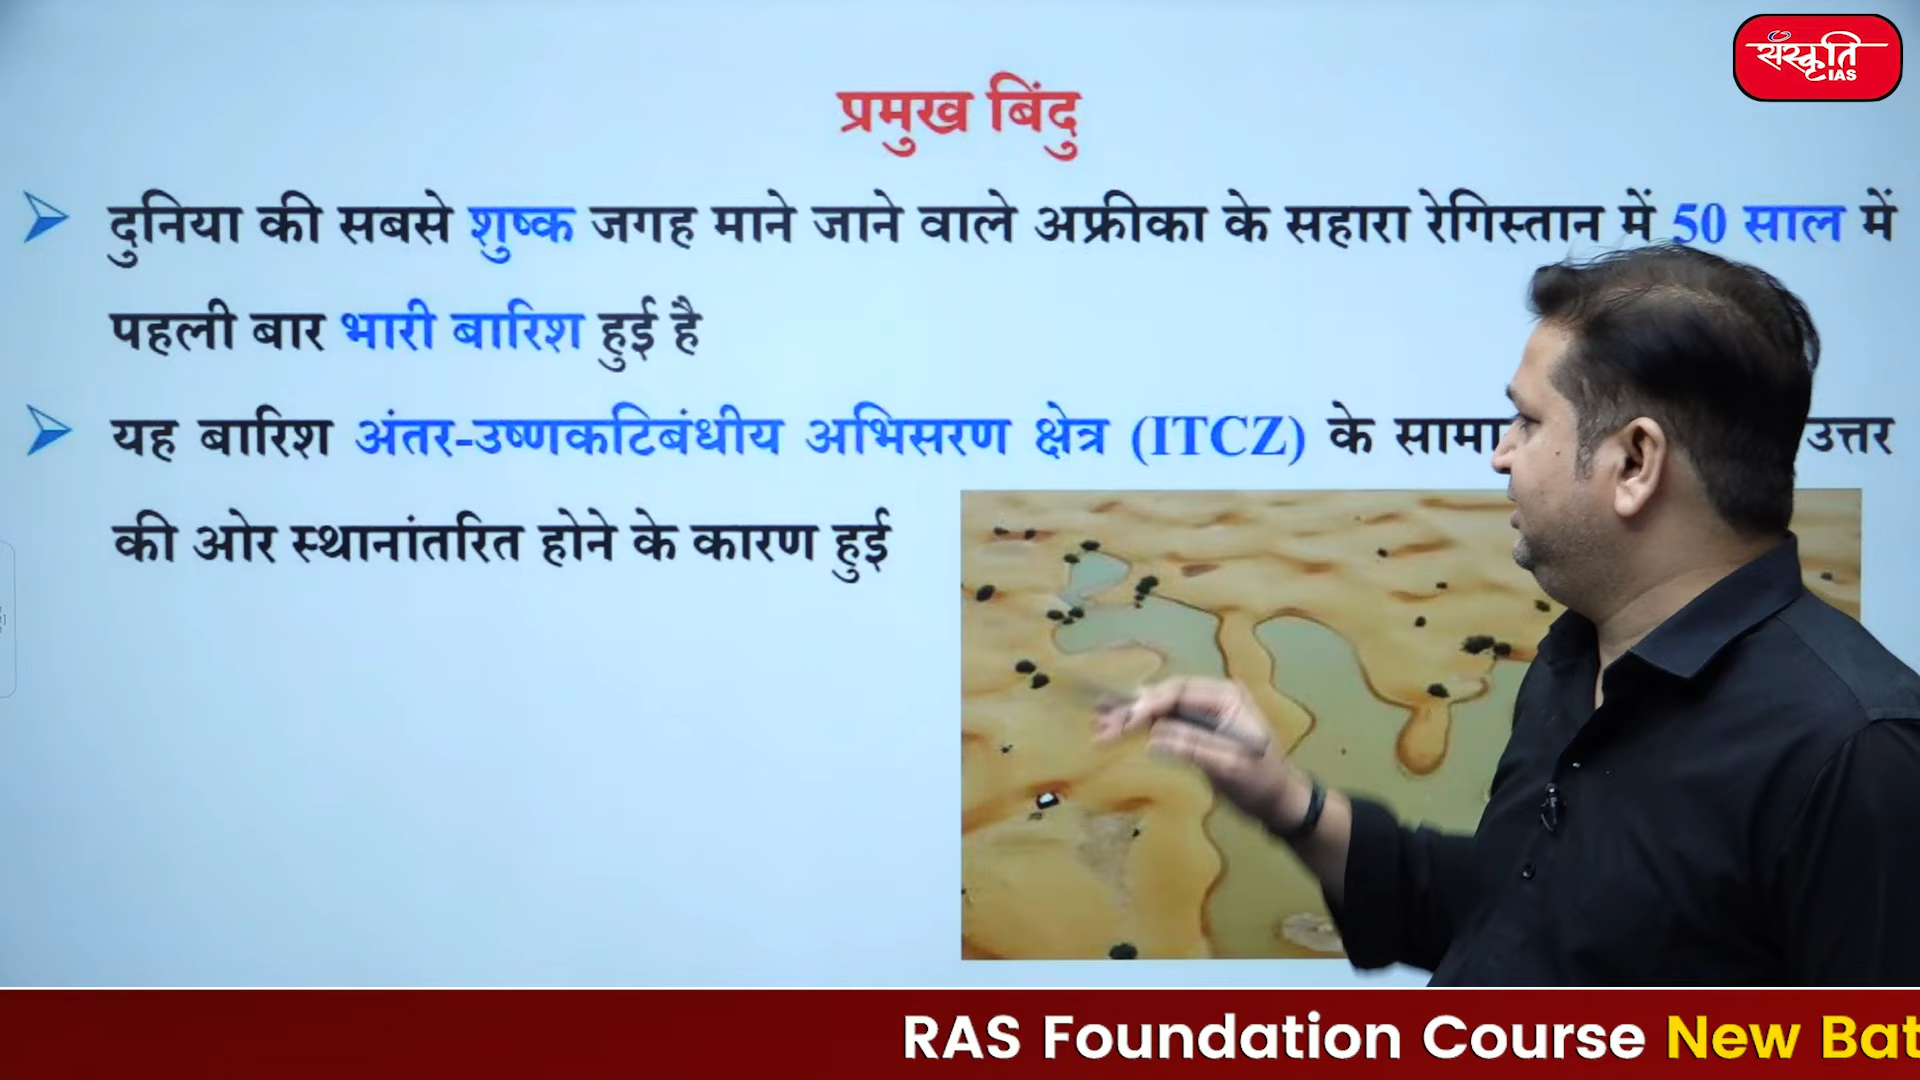 संस्कृति
IAS
प्रमुख बिंदु
दुनिया की सबसे शुष्क जगह माने जाने वाले अफ्रीका के सहारा रेगिस्तान में 50 साल में
पहली बार भारी बारिश हुई है
यह बारिश अंतर-उष्णकटिबंधीय अभिसरण क्षेत्र (ITCZ) के उत्तर
की ओर स्थानांतरित होने के कारण हुई
RAS Foundation Course New